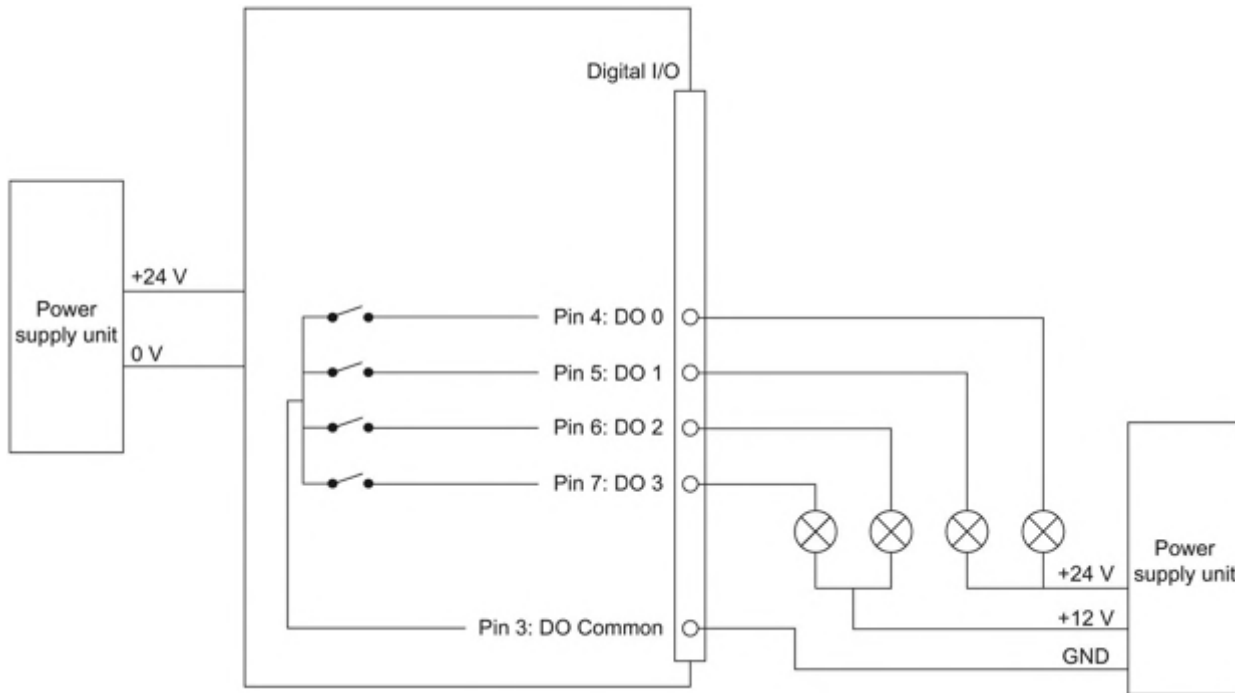 Digital I/O
+24 V
Power
supply unit
0 V
Pin 4: DO 0
Pin 5: DO 1
Pin 6: DO 2
Pin 7: DO 3
Power
supply unit
+24 V
+12 V
Pin 3: DO Common
GND